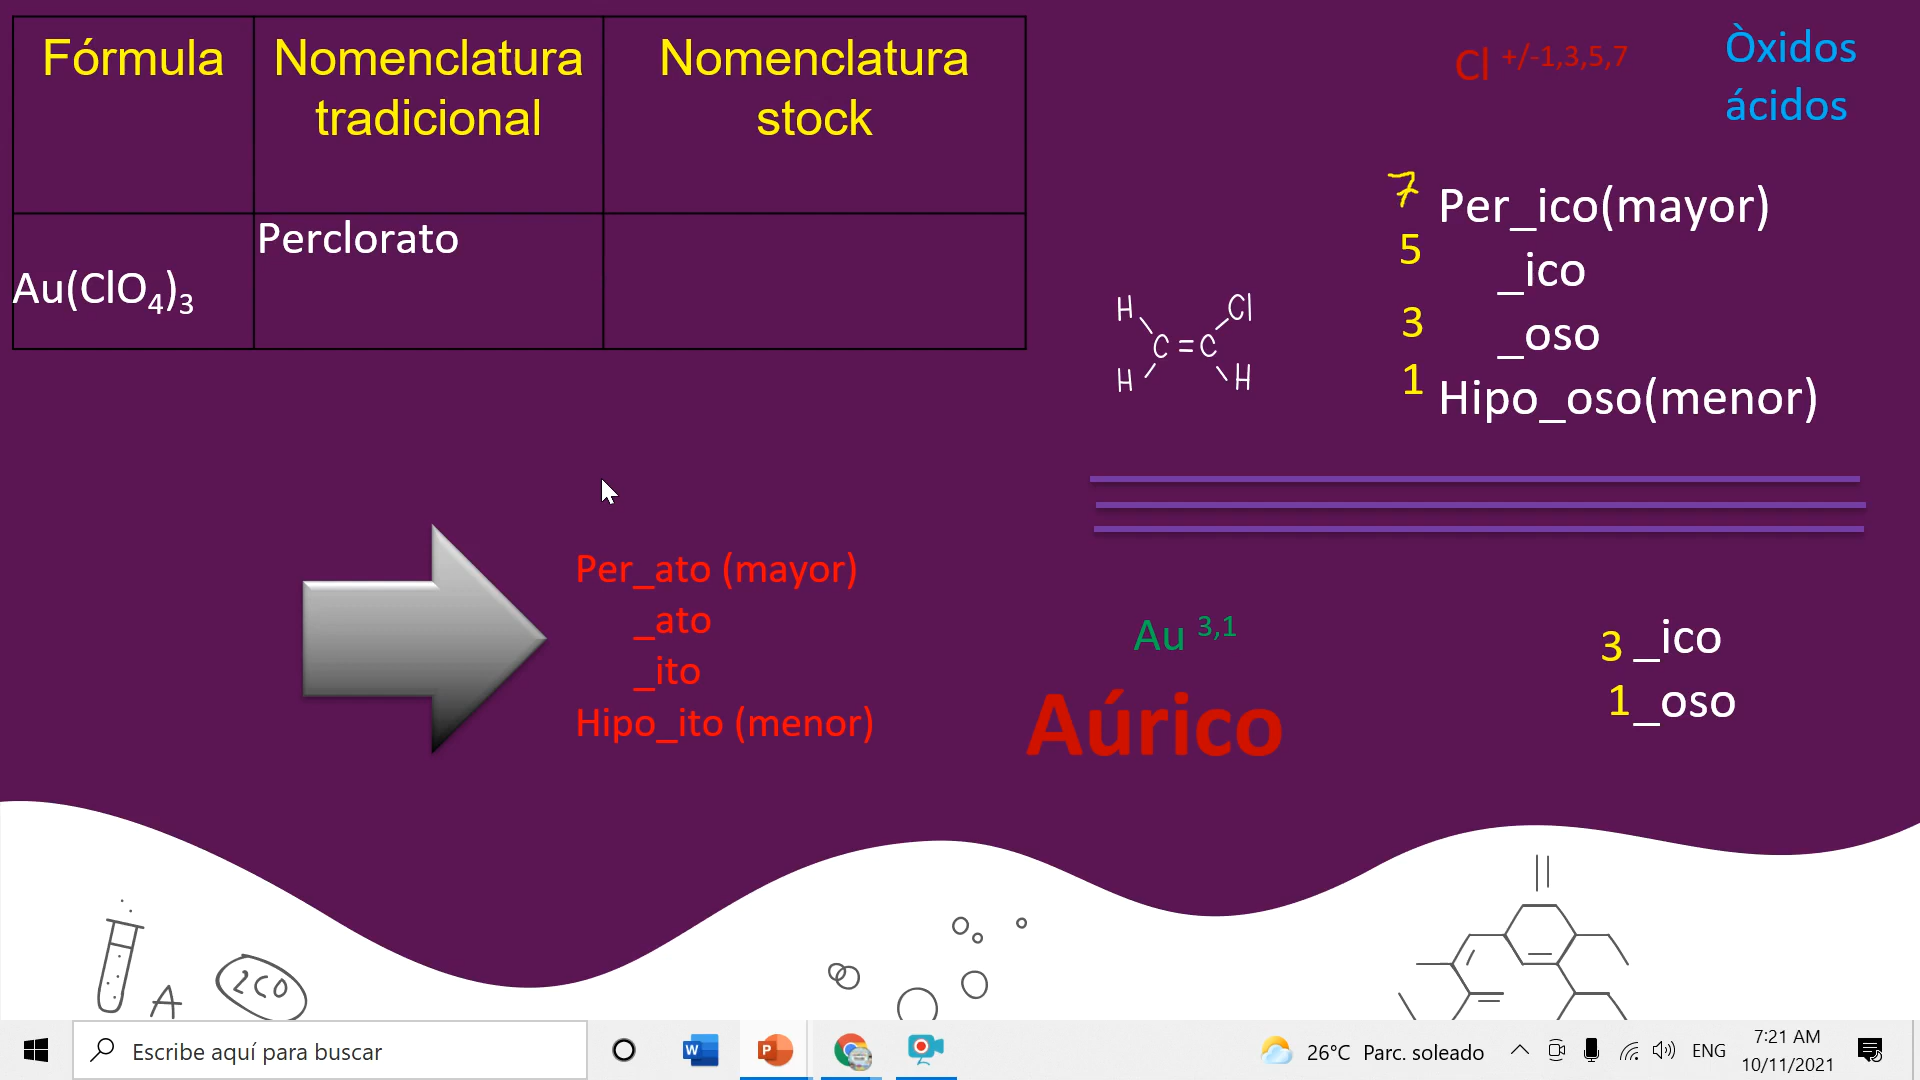 Fórmula
Nomenclatura
tradicional
Nomenclatura
stock
Au(ClO₄)₃
Perclorato
Cl +/-1,3,5,7
Òxidos
ácidos
7 Per_ico(mayor)
5 _ico
3 _oso
1 Hipo_oso(menor)
H Cl
C=C
H H
Per_ato (mayor)
_ato
_ito
Hipo_ito (menor)
Au 3,1
Aúrico
3 _ico
1 _oso
A
Escribe aquí para buscar
26°C Parc. soleado
ENG
7:21 AM
10/11/2021